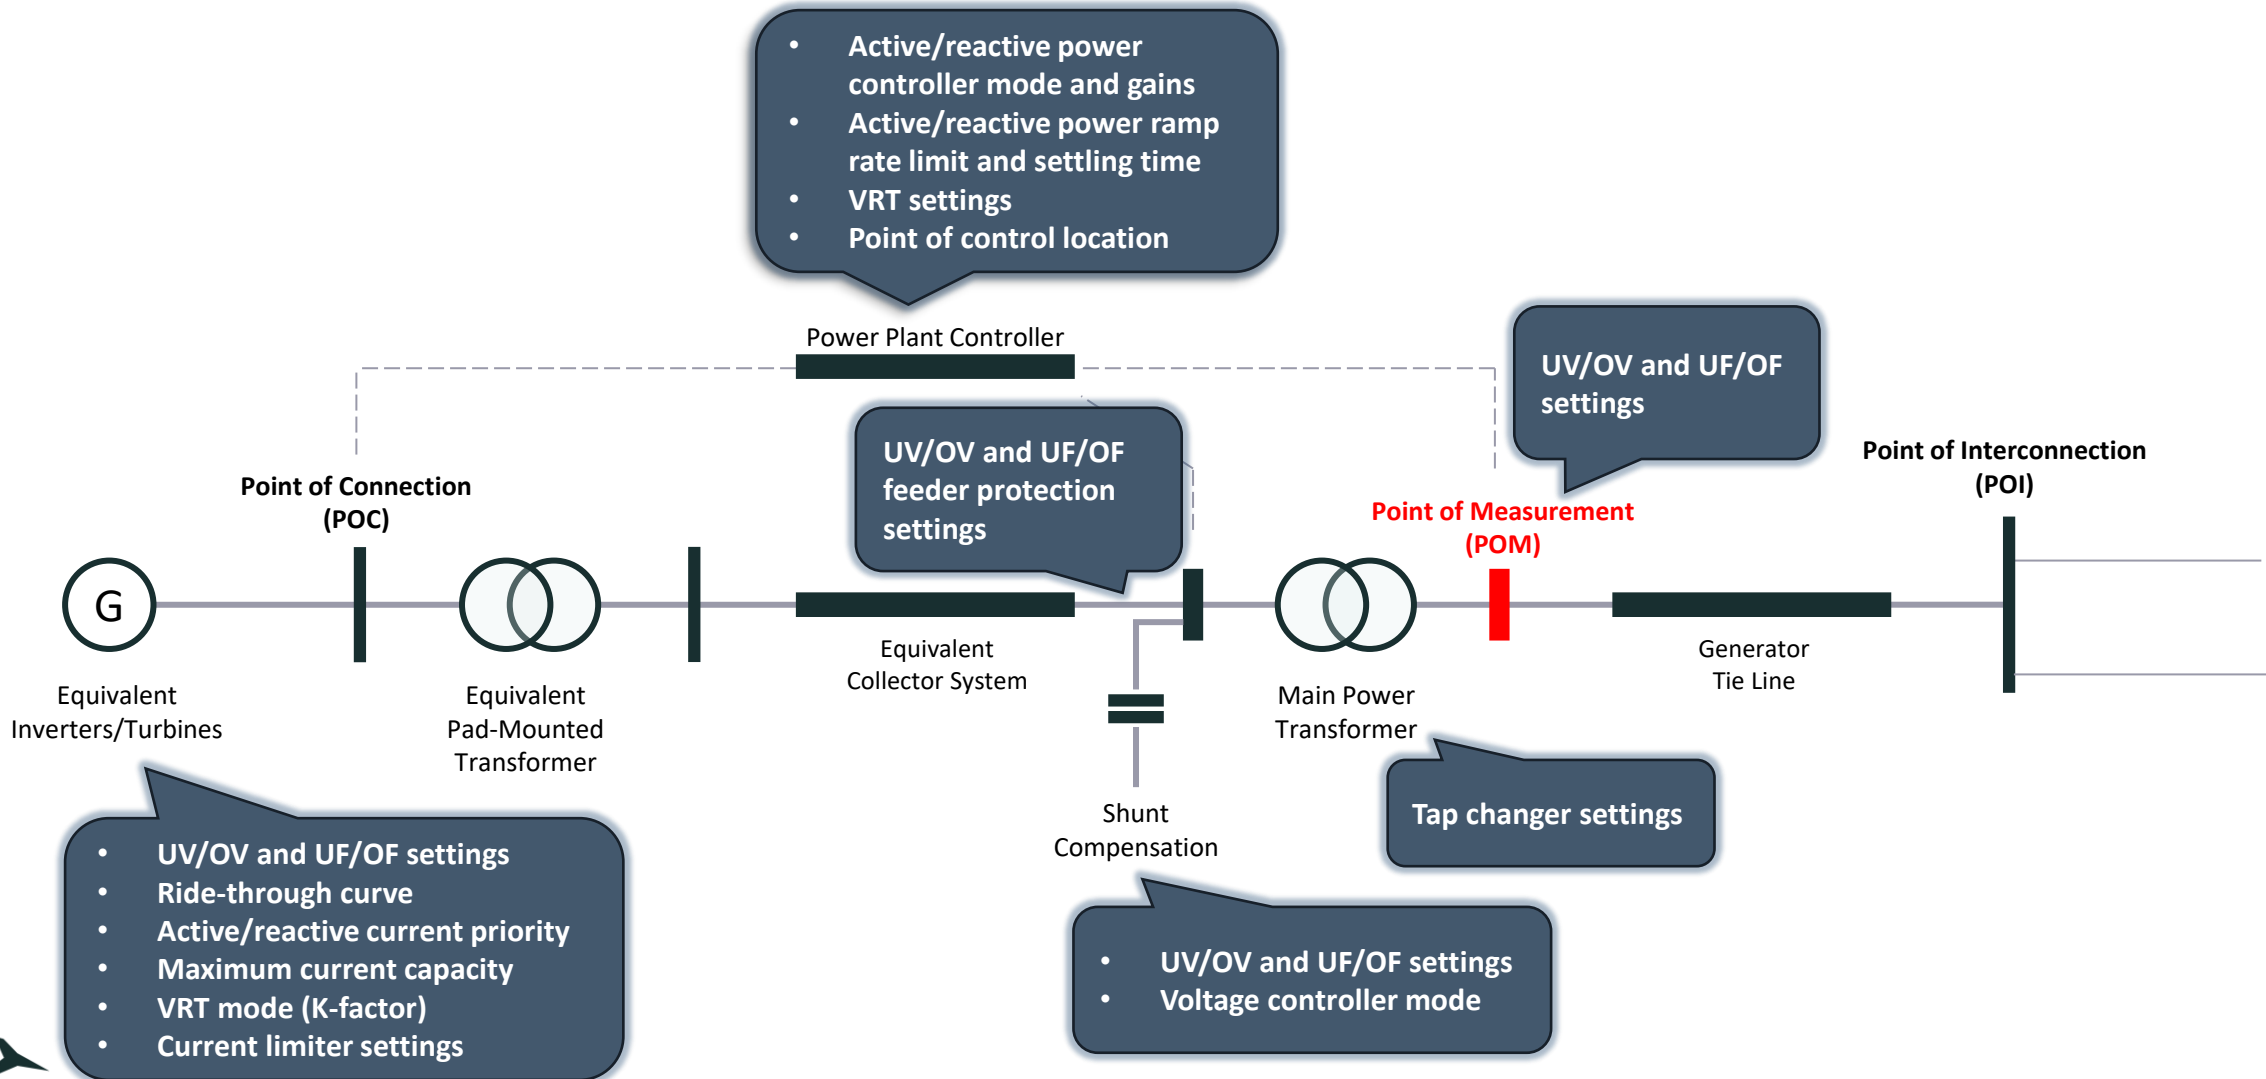 • Active/reactive power
controller mode and gains
• Active/reactive power ramp
rate limit and settling time
• VRT settings
• Point of control location
Power Plant Controller
UV/OV and UF/OF
settings
UV/OV and UF/OF
feeder protection
settings
Point of Connection
(POC)
Point of Measurement
(POM)
Point of Interconnection
(POI)
G
Equivalent
Inverters/Turbines
Equivalent
Pad-Mounted
Transformer
Equivalent
Collector System
Shunt
Compensation
Main Power
Transformer
Generator
Tie Line
Tap changer settings
• UV/OV and UF/OF settings
• Ride-through curve
• Active/reactive current priority
• Maximum current capacity
• VRT mode (K-factor)
• Current limiter settings
• UV/OV and UF/OF settings
• Voltage controller mode